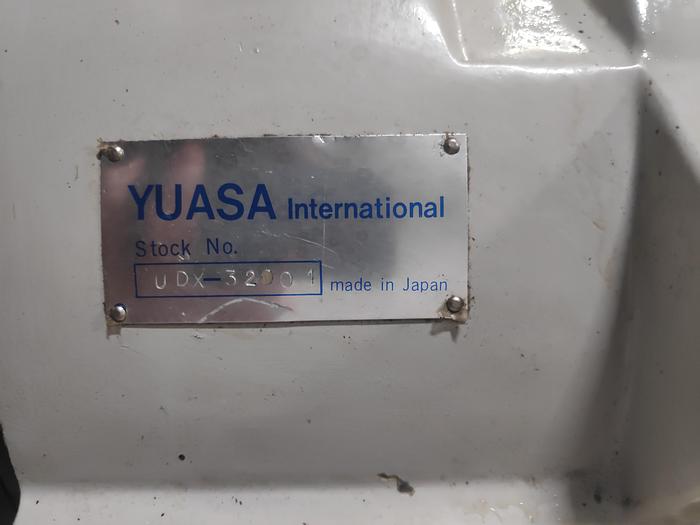 YUASA International
Stock No.
UDX-32001
made in Japan